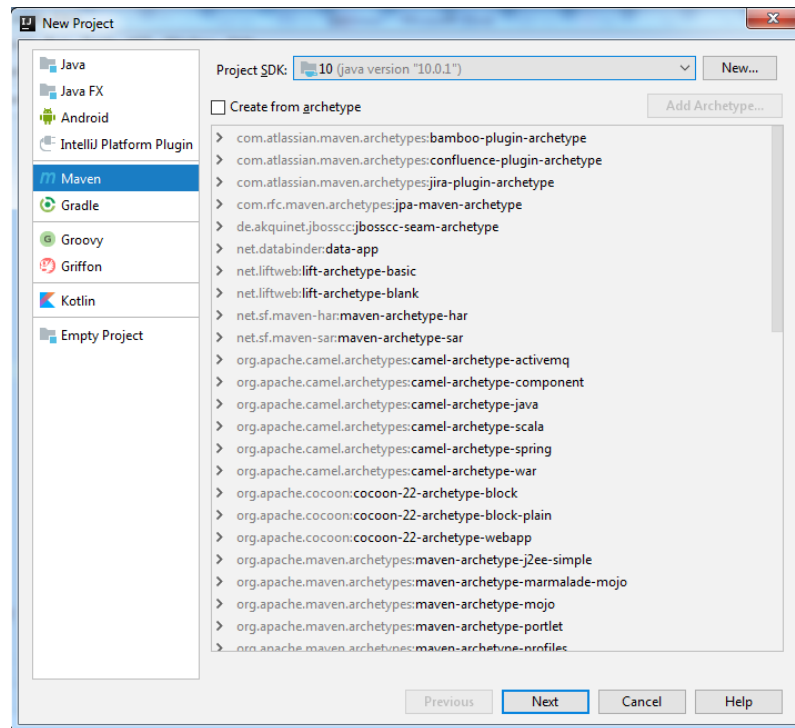 New Project
Java
Java FX
Android
IntelliJ Platform Plugin
Maven
Gradle
Groovy
Griffon
Kotlin
Empty Project
Project SDK: 10 (java version "10.0.1") New...
Create from archetype Add Archetype...
com.atlassian.maven.archetypes:bamboo-plugin-archetype
com.atlassian.maven.archetypes:confluence-plugin-archetype
com.atlassian.maven.archetypes:jira-plugin-archetype
com.rfc.maven.archetypes:jpa-maven-archetype
de.akquinet.jbosscc:jbosscc-seam-archetype
net.databinder:data-app
net.liftweb:lift-archetype-basic
net.liftweb:lift-archetype-blank
net.sf.maven-har:maven-archetype-har
net.sf.maven-sar:maven-archetype-sar
org.apache.camel.archetypes:camel-archetype-activemq
org.apache.camel.archetypes:camel-archetype-component
org.apache.camel.archetypes:camel-archetype-java
org.apache.camel.archetypes:camel-archetype-scala
org.apache.camel.archetypes:camel-archetype-spring
org.apache.camel.archetypes:camel-archetype-war
org.apache.cocoon:cocoon-22-archetype-block
org.apache.cocoon:cocoon-22-archetype-block-plain
org.apache.cocoon:cocoon-22-archetype-webapp
org.apache.maven.archetypes:maven-archetype-j2ee-simple
org.apache.maven.archetypes:maven-archetype-marmalade-mojo
org.apache.maven.archetypes:maven-archetype-mojo
org.apache.maven.archetypes:maven-archetype-portlet
org.apache.maven.archetypes:maven-archetype-profiles
Previous Next Cancel Help